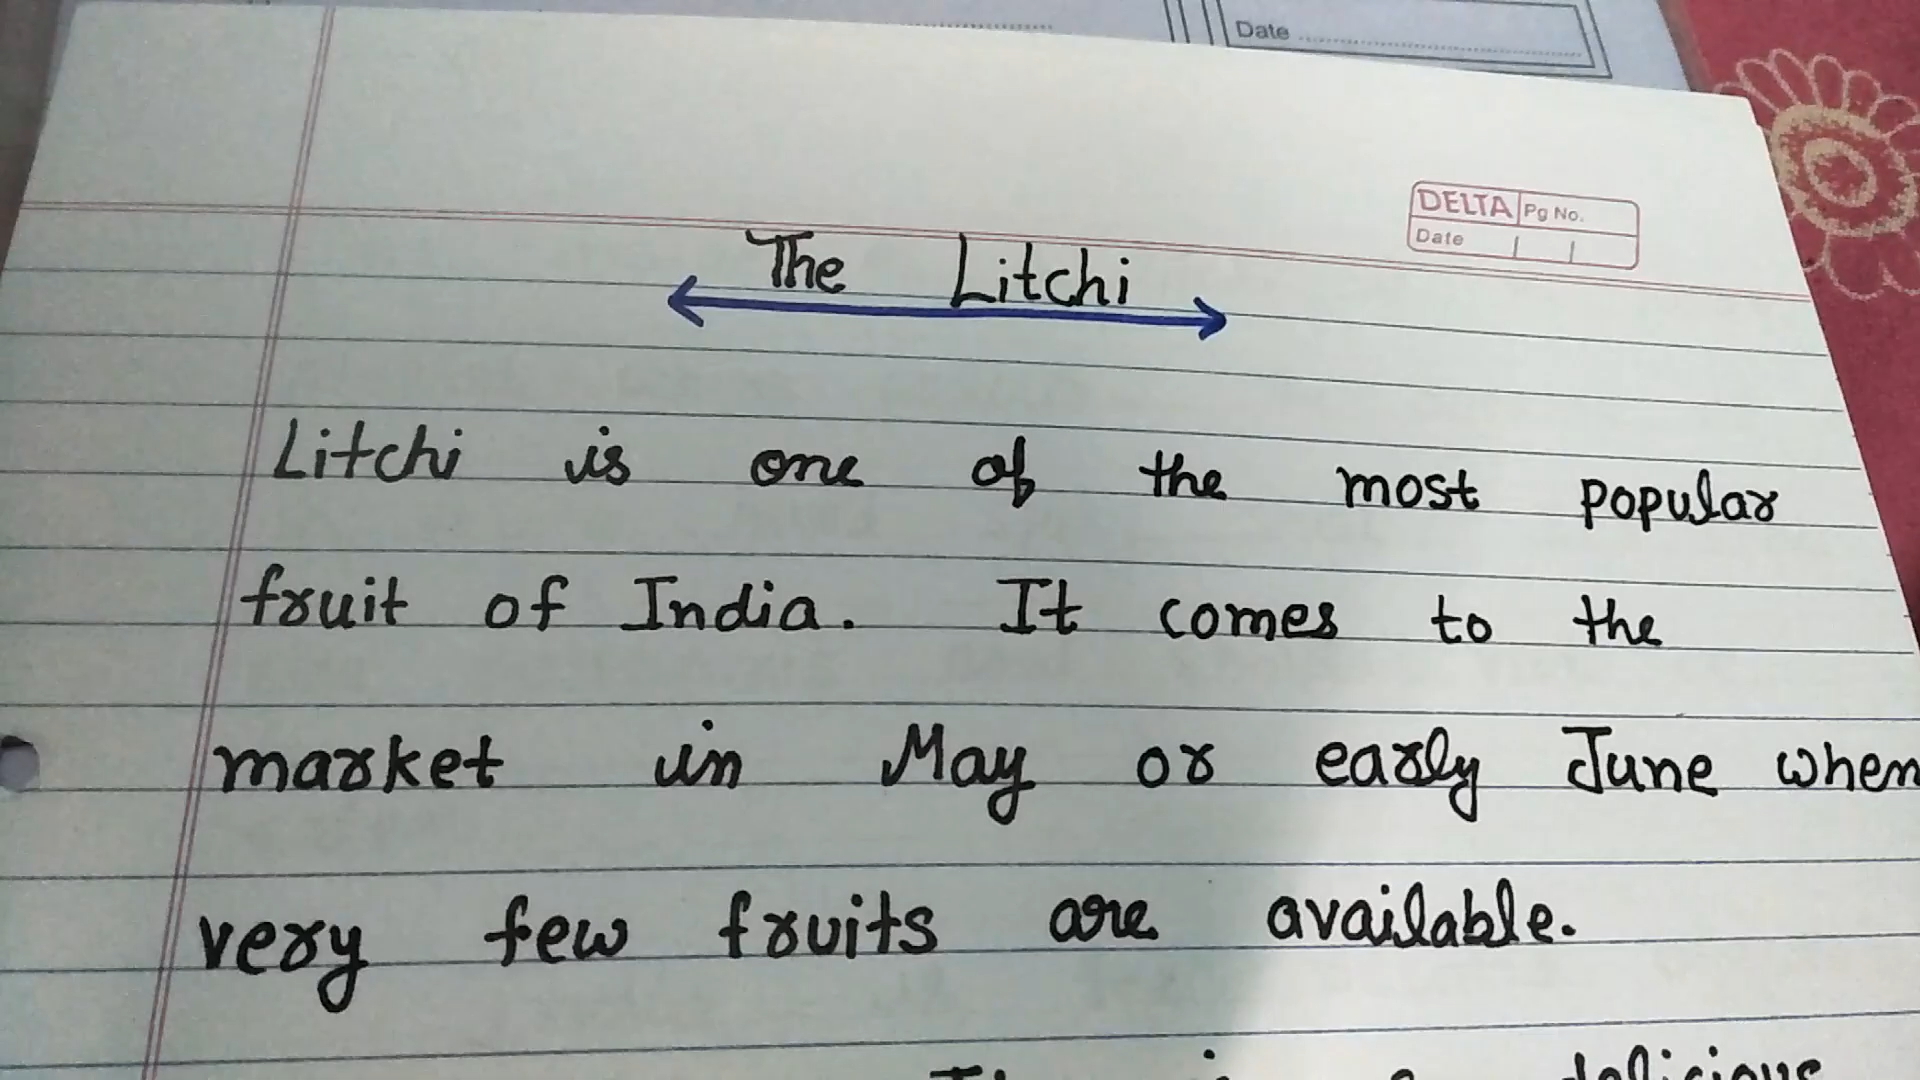 Date
DELTA Pg No.
Date
The Litchi
Litchi is one of the most popular
fruit of India. It comes to the
market in May or early June when
very few fruits are available.
delicious